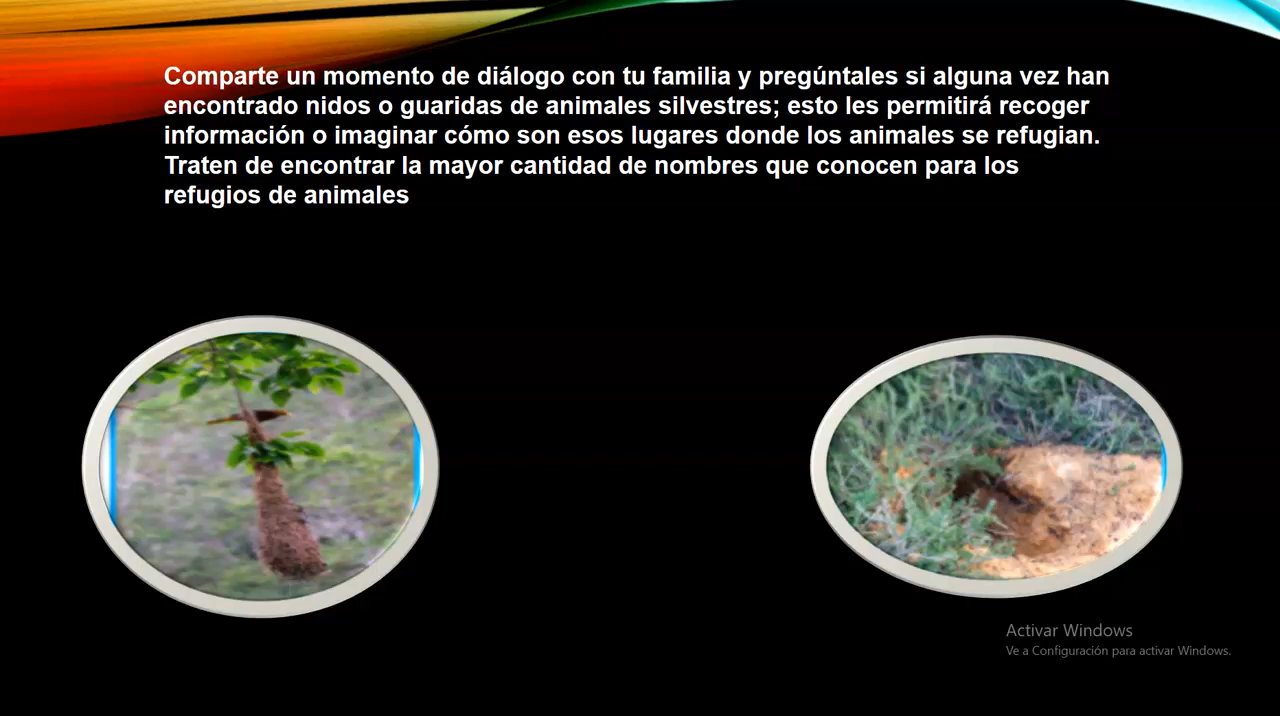 Comparte un momento de diálogo con tu familia y pregúntales si alguna vez han
encontrado nidos o guaridas de animales silvestres; esto les permitirá recoger
información o imaginar cómo son esos lugares donde los animales se refugian.
Traten de encontrar la mayor cantidad de nombres que conocen para los
refugios de animales
Activar Windows
Ve a Configuración para activar Windows.